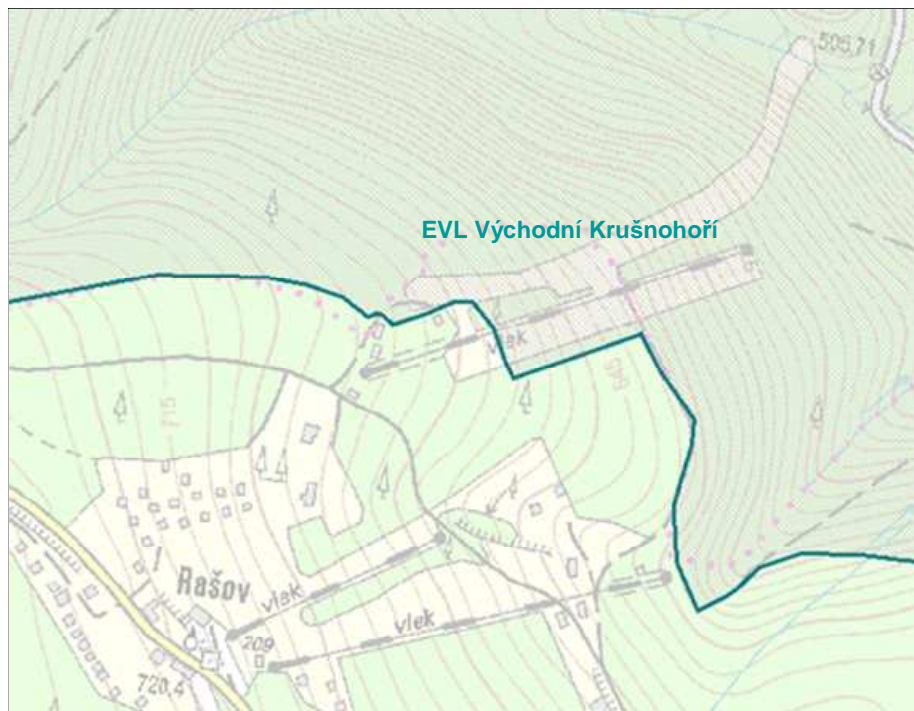 505,71
EVL Východní Krušnohoří
vlek
645
715
Rašov
vlek
vlek
209
720,4